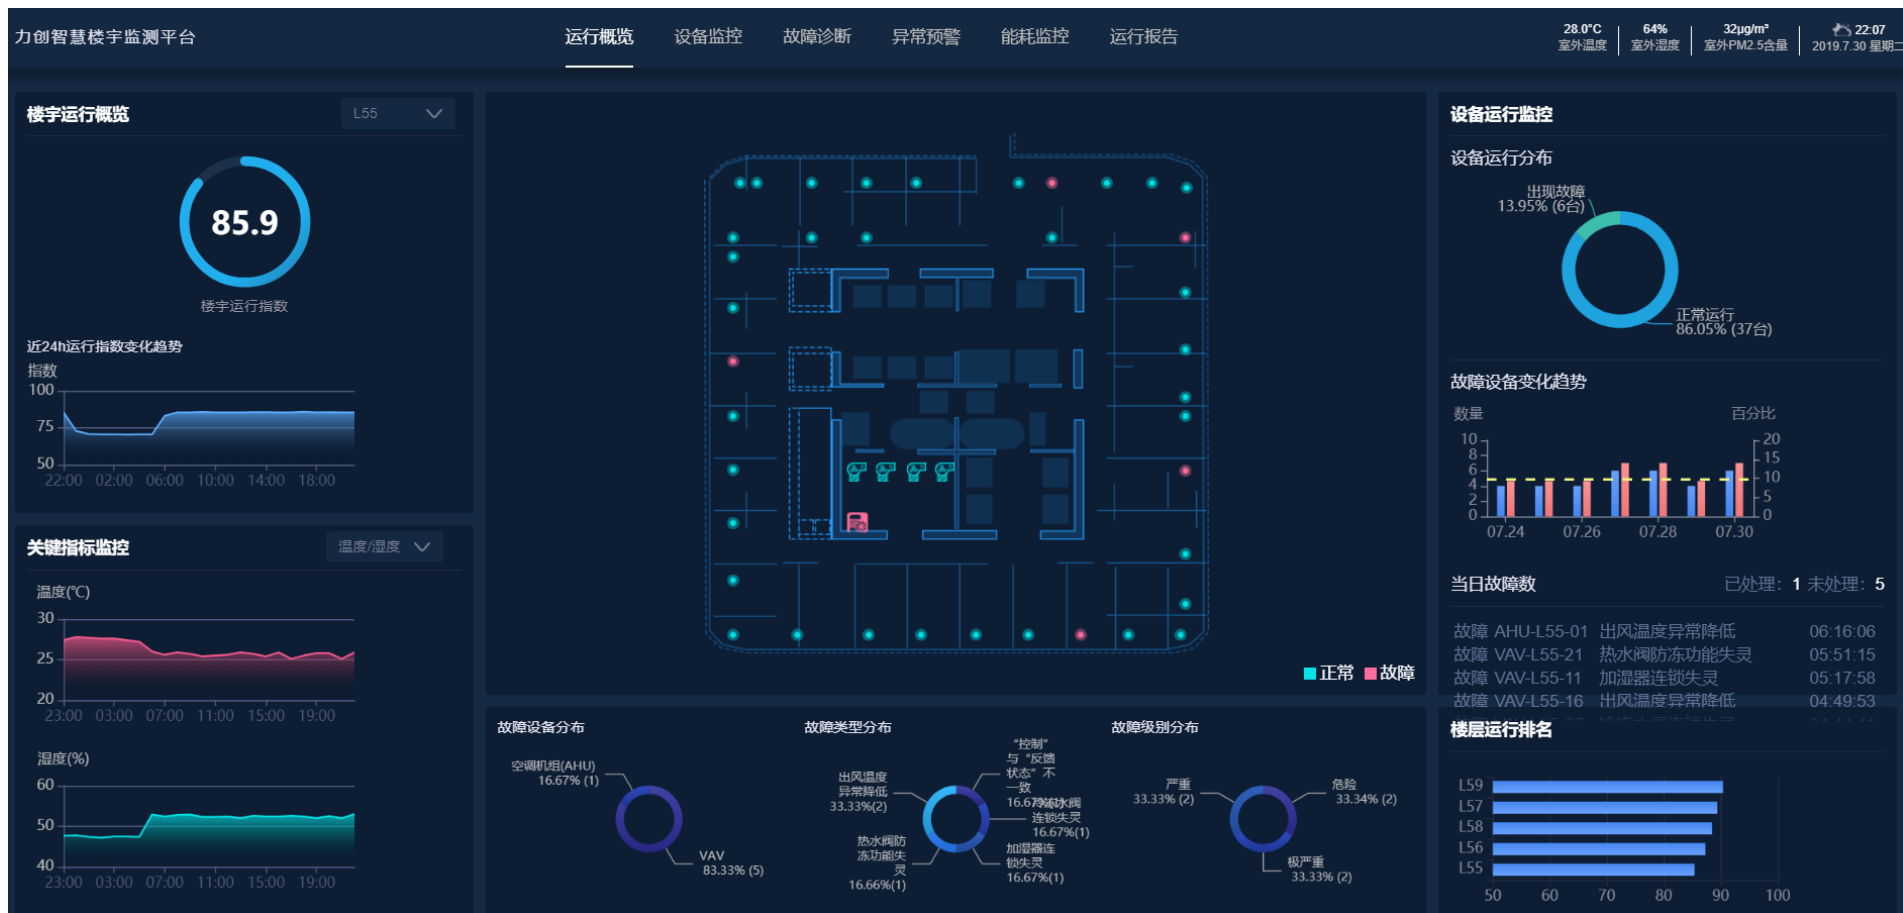 力创智慧楼宇监测平台
运行概览 设备监控 故障诊断 异常预警 能耗监控 运行报告
28.0°C 64% 32μg/m³ 22:07
室外温度 室外湿度 室外PM2.5含量 2019.7.30 星期二
楼宇运行概览 L55
85.9
楼宇运行指数
近24h运行指数变化趋势
指数
100
75
50
22:00 02:00 06:00 10:00 14:00 18:00
关键指标监控 温度/湿度
温度(℃)
30
25
20
23:00 03:00 07:00 11:00 15:00 19:00
湿度(%)
60
50
40
23:00 03:00 07:00 11:00 15:00 19:00
正常 故障
故障设备分布
空调机组(AHU)
16.67% (1)
VAV
83.33% (5)
故障类型分布
"控制"
与 "反馈
状态" 不
一致
出风温度
异常降低
33.33%(2)
连锁失灵
16.67%(1)
热水阀防
冻功能失
灵
16.66%(1)
加湿器连
锁失灵
16.67%(1)
故障级别分布
严重
33.33% (2)
危险
33.34% (2)
极严重
33.33% (2)
设备运行监控
设备运行分布
出现故障
13.95% (6台)
正常运行
86.05% (37台)
故障设备变化趋势
数量 百分比
10 20
8 15
6 10
4 5
2 0
0
07.24 07.26 07.28 07.30
当日故障数 已处理: 1 未处理: 5
故障 AHU-L55-01 出风温度异常降低 06:16:06
故障 VAV-L55-21 热水阀防冻功能失灵 05:51:15
故障 VAV-L55-11 加湿器连锁失灵 05:17:58
故障 VAV-L55-16 出风温度异常降低 04:49:53
楼层运行排名
L59
L57
L58
L56
L55
50 60 70 80 90 100